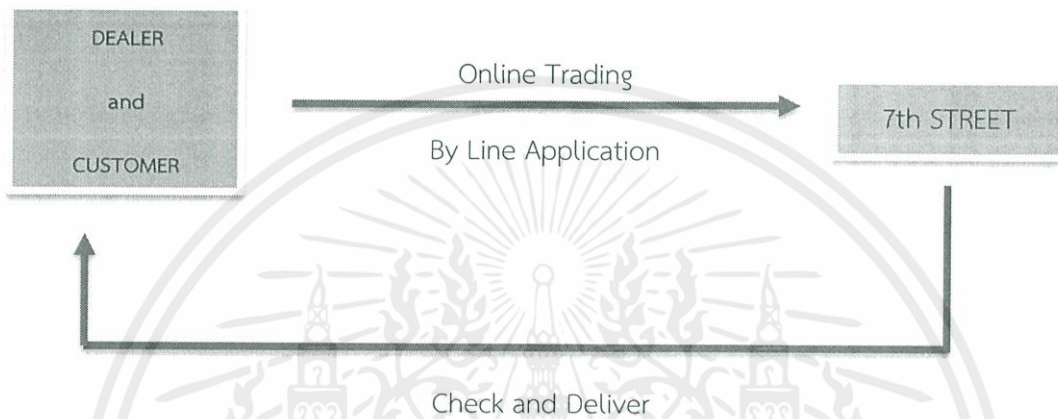 DEALER
and
CUSTOMER
Online Trading
By Line Application
7th STREET
Check and Deliver